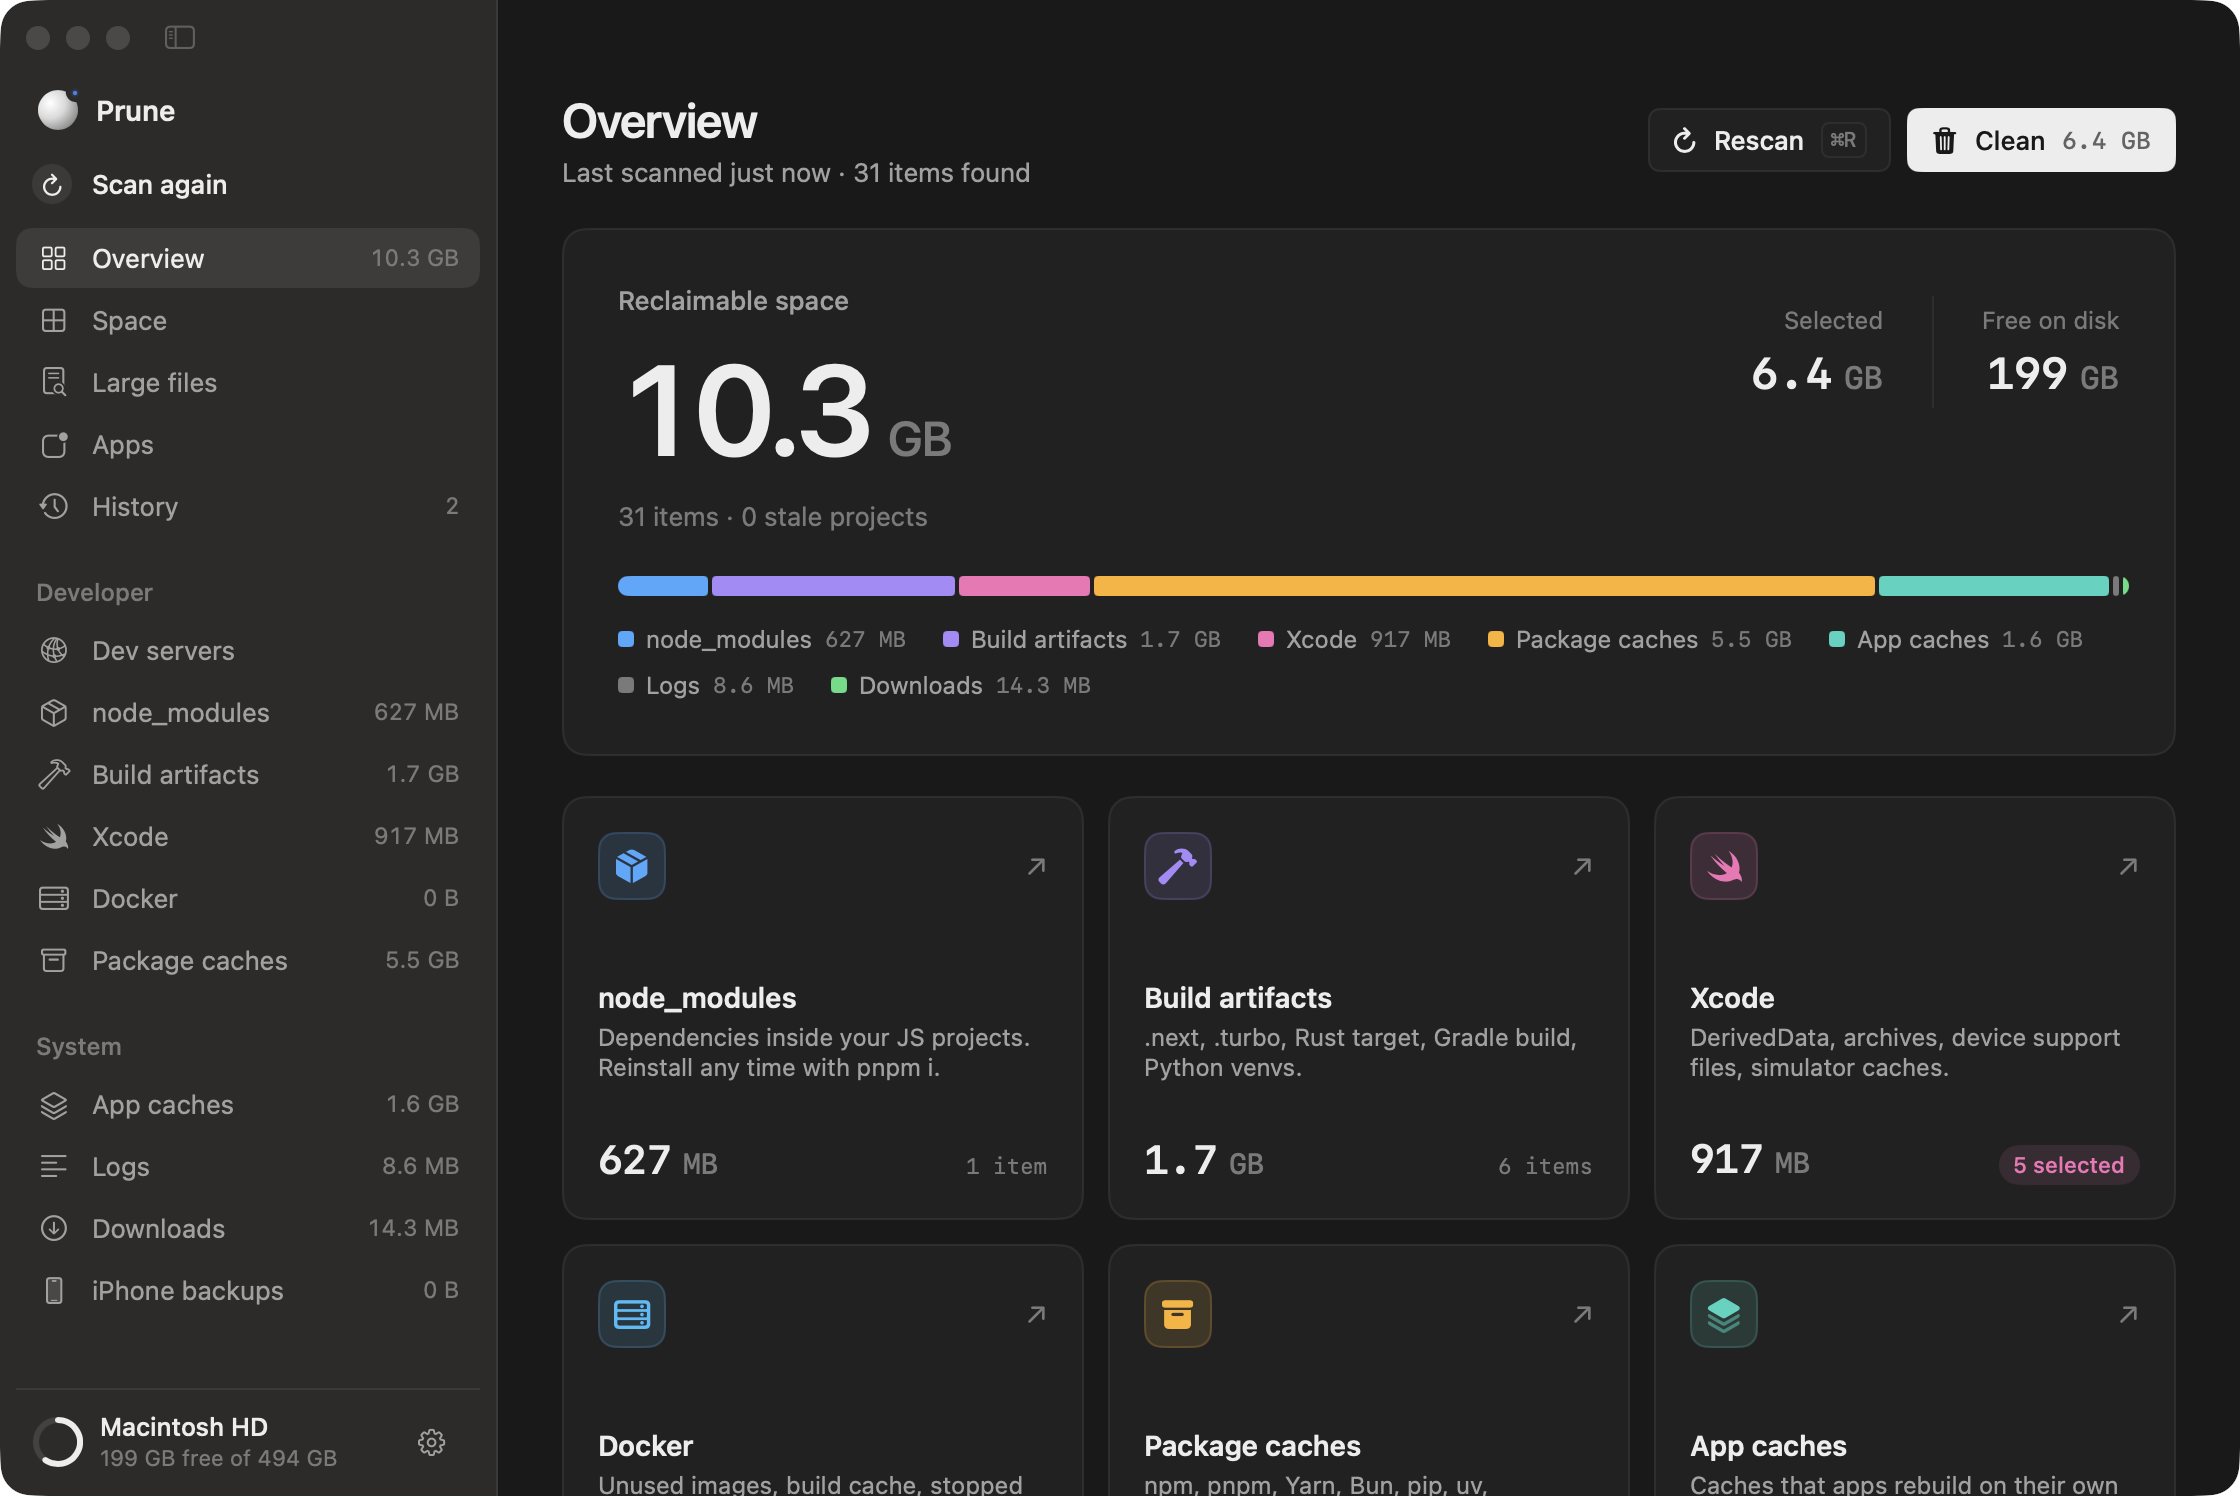 Prune
Scan again
Overview 10.3 GB
Space
Large files
Apps
History 2
Developer
Dev servers
node_modules 627 MB
Build artifacts 1.7 GB
Xcode 917 MB
Docker 0 B
Package caches 5.5 GB
System
App caches 1.6 GB
Logs 8.6 MB
Downloads 14.3 MB
iPhone backups 0 B
Macintosh HD
199 GB free of 494 GB
Overview
Last scanned just now · 31 items found
Rescan ⌘R
Clean 6.4 GB
Reclaimable space
10.3 GB
31 items · 0 stale projects
Selected
6.4 GB
Free on disk
199 GB
node_modules 627 MB Build artifacts 1.7 GB Xcode 917 MB Package caches 5.5 GB App caches 1.6 GB
Logs 8.6 MB Downloads 14.3 MB
node_modules
Dependencies inside your JS projects.
Reinstall any time with pnpm i.
627 MB 1 item
Build artifacts
.next, .turbo, Rust target, Gradle build,
Python venvs.
1.7 GB 6 items
Xcode
DerivedData, archives, device support
files, simulator caches.
917 MB 5 selected
Docker
Unused images, build cache, stopped
Package caches
npm, pnpm, Yarn, Bun, pip, uv,
App caches
Caches that apps rebuild on their own